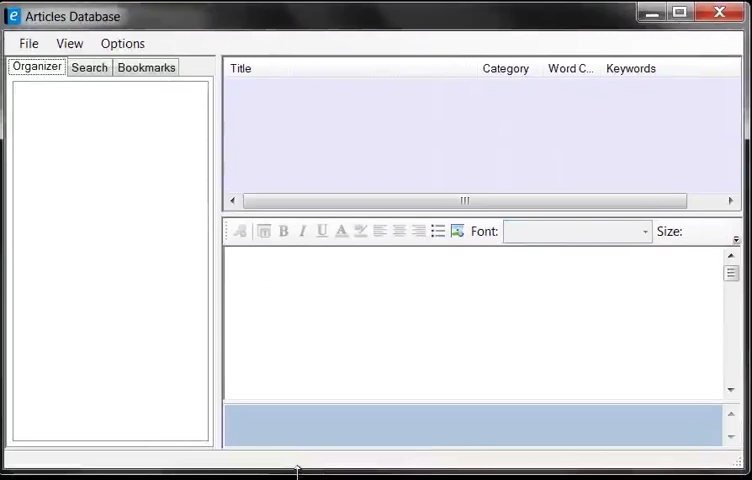 Articles Database
File View Options
Organizer Search Bookmarks
Title Category Word C... Keywords
B I U A Font: Size: